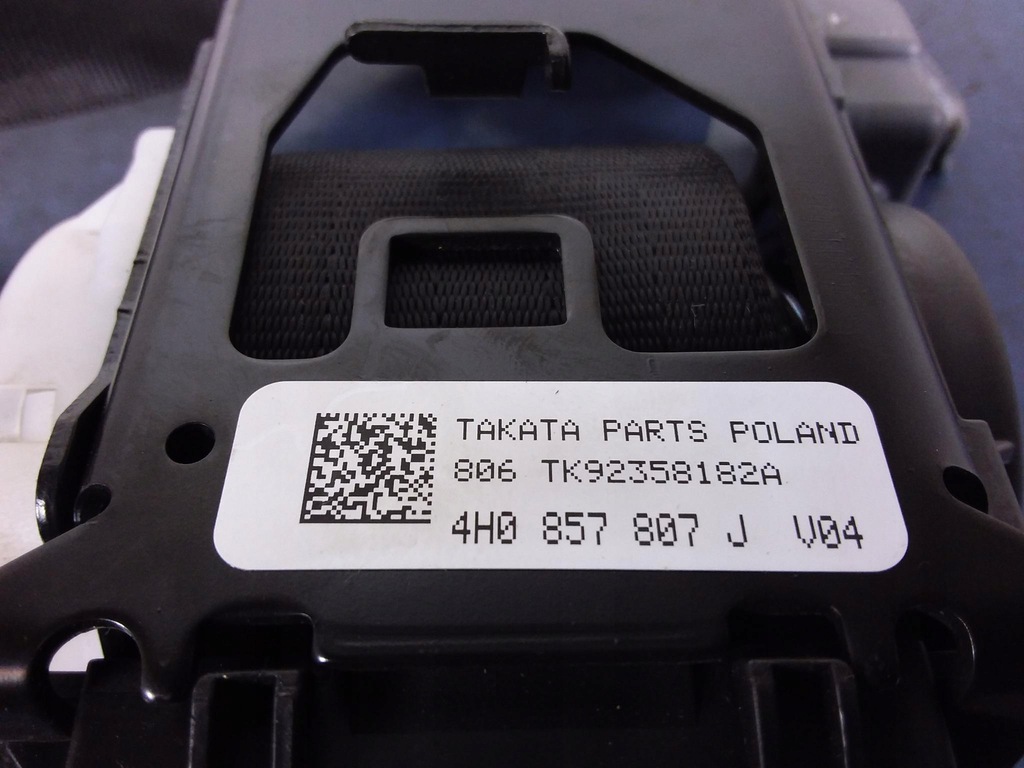 TAKATA PARTS POLAND
806 TK92358182A
4H0 857 807 J V04